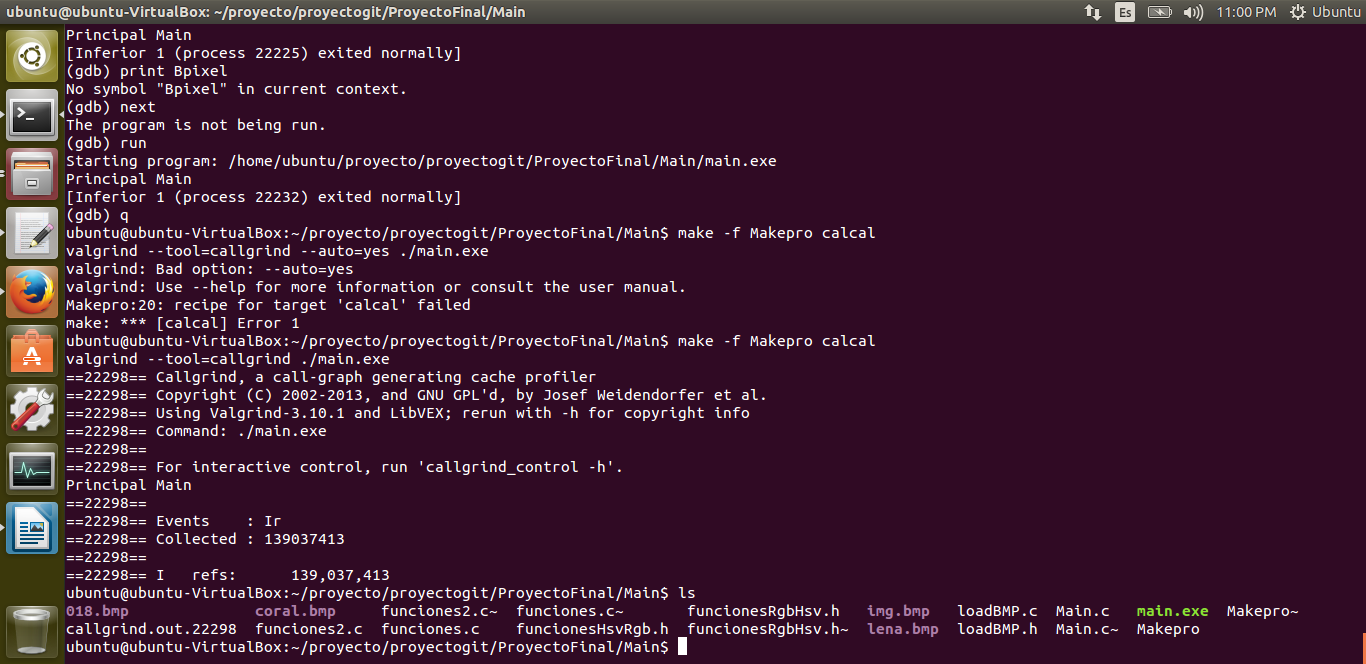 ubuntu@ubuntu-VirtualBox: ~/proyecto/proyectogit/ProyectoFinal/Main
Es
11:00 PM
Ubuntu
Principal Main
[Inferior 1 (process 22225) exited normally]
(gdb) print Bpixel
No symbol "Bpixel" in current context.
(gdb) next
The program is not being run.
(gdb) run
Starting program: /home/ubuntu/proyecto/proyectogit/ProyectoFinal/Main/main.exe
Principal Main
[Inferior 1 (process 22232) exited normally]
(gdb) q
ubuntu@ubuntu-VirtualBox:~/proyecto/proyectogit/ProyectoFinal/Main$ make -f Makepro calcal
valgrind --tool=callgrind --auto=yes ./main.exe
valgrind: Bad option: --auto=yes
valgrind: Use --help for more information or consult the user manual.
Makepro:20: recipe for target 'calcal' failed
make: *** [calcal] Error 1
ubuntu@ubuntu-VirtualBox:~/proyecto/proyectogit/ProyectoFinal/Main$ make -f Makepro calcal
valgrind --tool=callgrind ./main.exe
==22298== Callgrind, a call-graph generating cache profiler
==22298== Copyright (C) 2002-2013, and GNU GPL'd, by Josef Weidendorfer et al.
==22298== Using Valgrind-3.10.1 and LibVEX; rerun with -h for copyright info
==22298== Command: ./main.exe
==22298==
==22298== For interactive control, run 'callgrind_control -h'.
Principal Main
==22298==
==22298== Events    : Ir
==22298== Collected : 139037413
==22298==
==22298== I   refs:      139,037,413
ubuntu@ubuntu-VirtualBox:~/proyecto/proyectogit/ProyectoFinal/Main$ ls
018.bmp              coral.bmp     funciones2.c~  funciones.c~       funcionesRgbHsv.h   img.bmp   loadBMP.c  Main.c   main.exe  Makepro~
callgrind.out.22298  funciones2.c  funciones.c    funcionesHsvRgb.h  funcionesRgbHsv.h~  lena.bmp  loadBMP.h  Main.c~  Makepro
ubuntu@ubuntu-VirtualBox:~/proyecto/proyectogit/ProyectoFinal/Main$